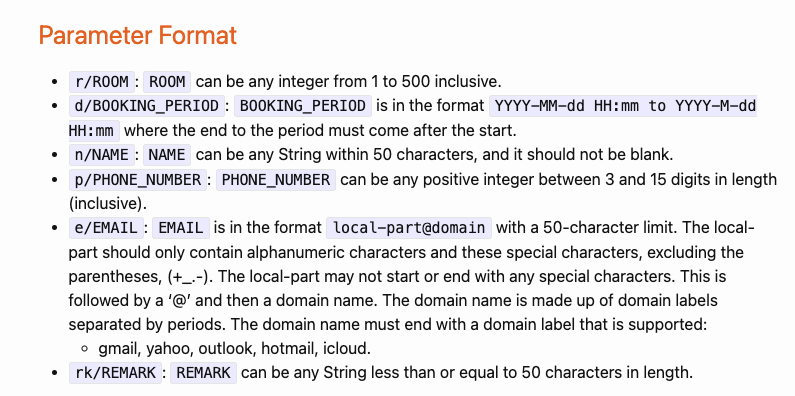 Parameter Format
• r/ROOM: ROOM can be any integer from 1 to 500 inclusive.
• d/BOOKING_PERIOD: BOOKING_PERIOD is in the format YYYY-MM-dd HH:mm to YYYY-M-dd
HH:mm where the end to the period must come after the start.
• n/NAME: NAME can be any String within 50 characters, and it should not be blank.
• p/PHONE_NUMBER: PHONE_NUMBER can be any positive integer between 3 and 15 digits in length
(inclusive).
• e/EMAIL: EMAIL is in the format local-part@domain with a 50-character limit. The local-
part should only contain alphanumeric characters and these special characters, excluding the
parentheses, (+_.-). The local-part may not start or end with any special characters. This is
followed by a ‘@’ and then a domain name. The domain name is made up of domain labels
separated by periods. The domain name must end with a domain label that is supported:
◦ gmail, yahoo, outlook, hotmail, icloud.
• rk/REMARK: REMARK can be any String less than or equal to 50 characters in length.